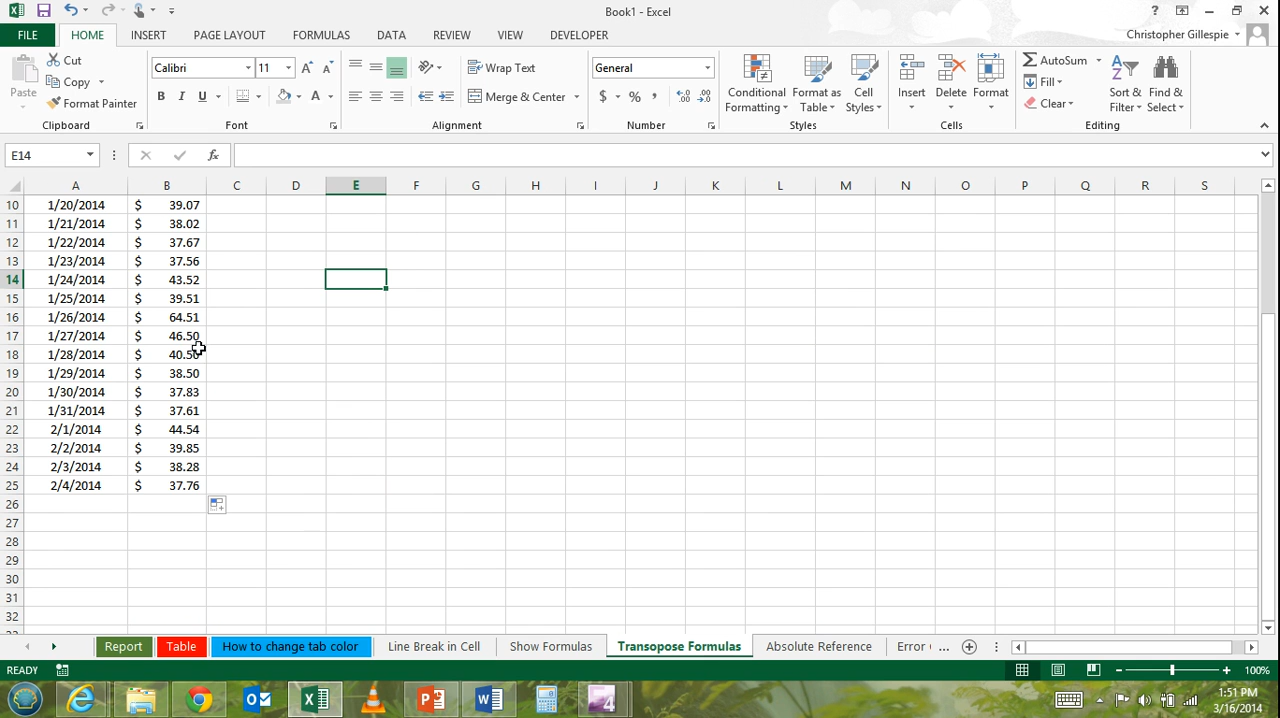 Book1 - Excel
?
FILE HOME INSERT PAGE LAYOUT FORMULAS DATA REVIEW VIEW DEVELOPER Christopher Gillespie
Paste Cut Copy Format Painter
Clipboard
Calibri 11
B I U A
Font
Wrap Text
Merge & Center
Alignment
General
$ % ,
Number
Conditional Formatting Format as Table Cell Styles
Styles
Insert Delete Format
Cells
AutoSum Fill Clear Sort & Filter Find & Select
Editing
E14 fx
A B C D E F G H I J K L M N O P Q R S
10 1/20/2014 $ 39.07
11 1/21/2014 $ 38.02
12 1/22/2014 $ 37.67
13 1/23/2014 $ 37.56
14 1/24/2014 $ 43.52
15 1/25/2014 $ 39.51
16 1/26/2014 $ 64.51
17 1/27/2014 $ 46.50
18 1/28/2014 $ 40.50
19 1/29/2014 $ 38.50
20 1/30/2014 $ 37.83
21 1/31/2014 $ 37.61
22 2/1/2014 $ 44.54
23 2/2/2014 $ 39.85
24 2/3/2014 $ 38.28
25 2/4/2014 $ 37.76
26
27
28
29
30
31
32
Report Table How to change tab color Line Break in Cell Show Formulas Transopose Formulas Absolute Reference Error ...
READY 100%
1:51 PM
3/16/2014